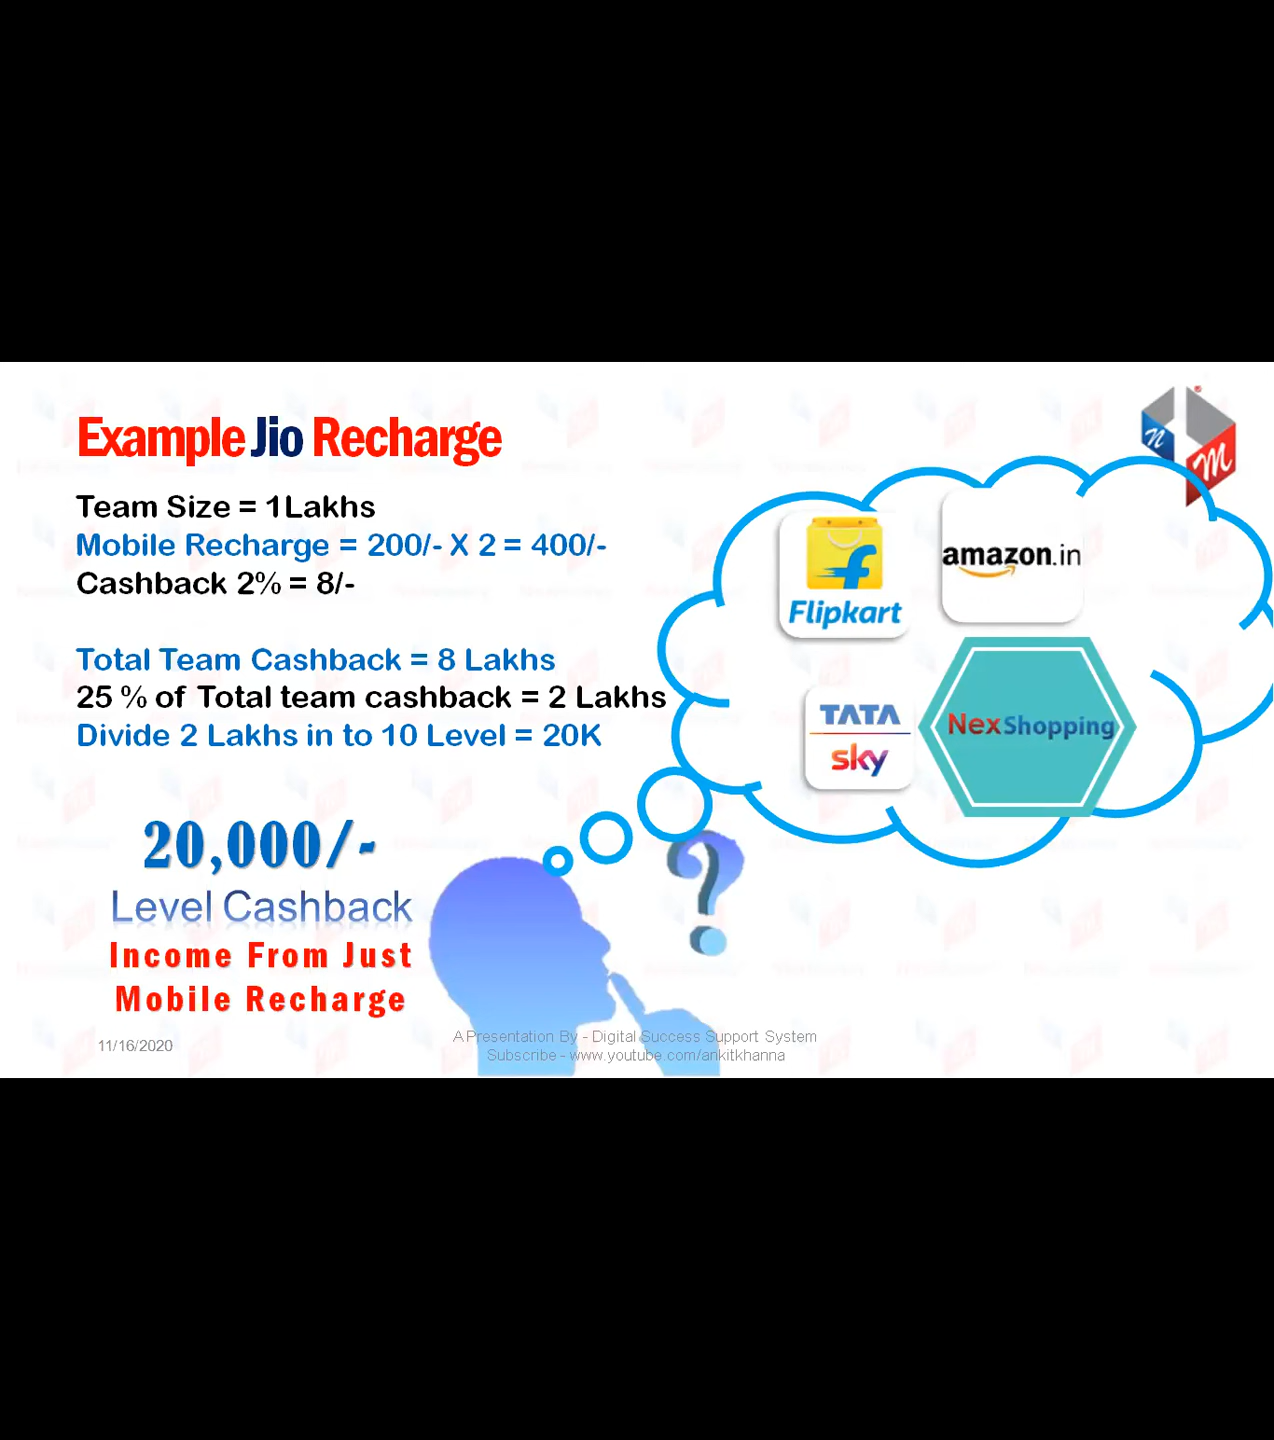 Example Jio Recharge
Team Size = 1Lakhs
Mobile Recharge = 200/- X 2 = 400/-
Cashback 2% = 8/-
Total Team Cashback = 8 Lakhs
25 % of Total team cashback = 2 Lakhs
Divide 2 Lakhs in to 10 Level = 20K
20,000/-
Level Cashback
Income From Just
Mobile Recharge
11/16/2020
n
m
Flipkart
amazon.in
TATA
sky
NexShopping
?
A Presentation By - Digital Success Support System
Subscribe - www.youtube.com/ankitkhanna